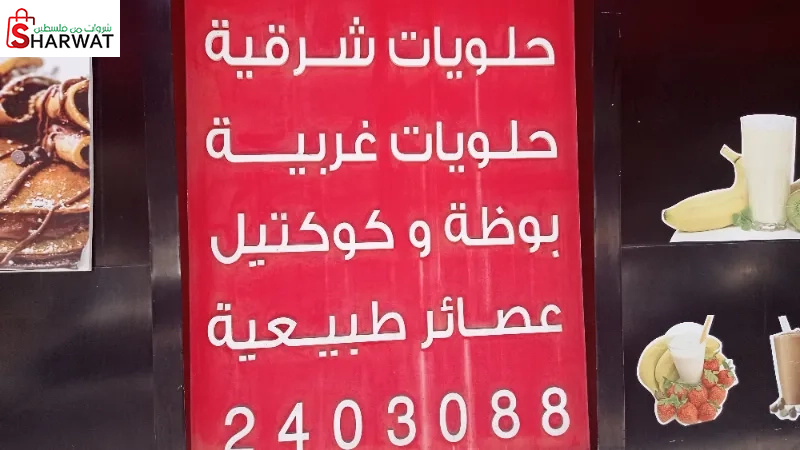 شروات من فلسطين
SHARWAT
حلويات شرقية
حلويات غربية
بوظة و كوكتيل
عصائر طبيعية
2403088